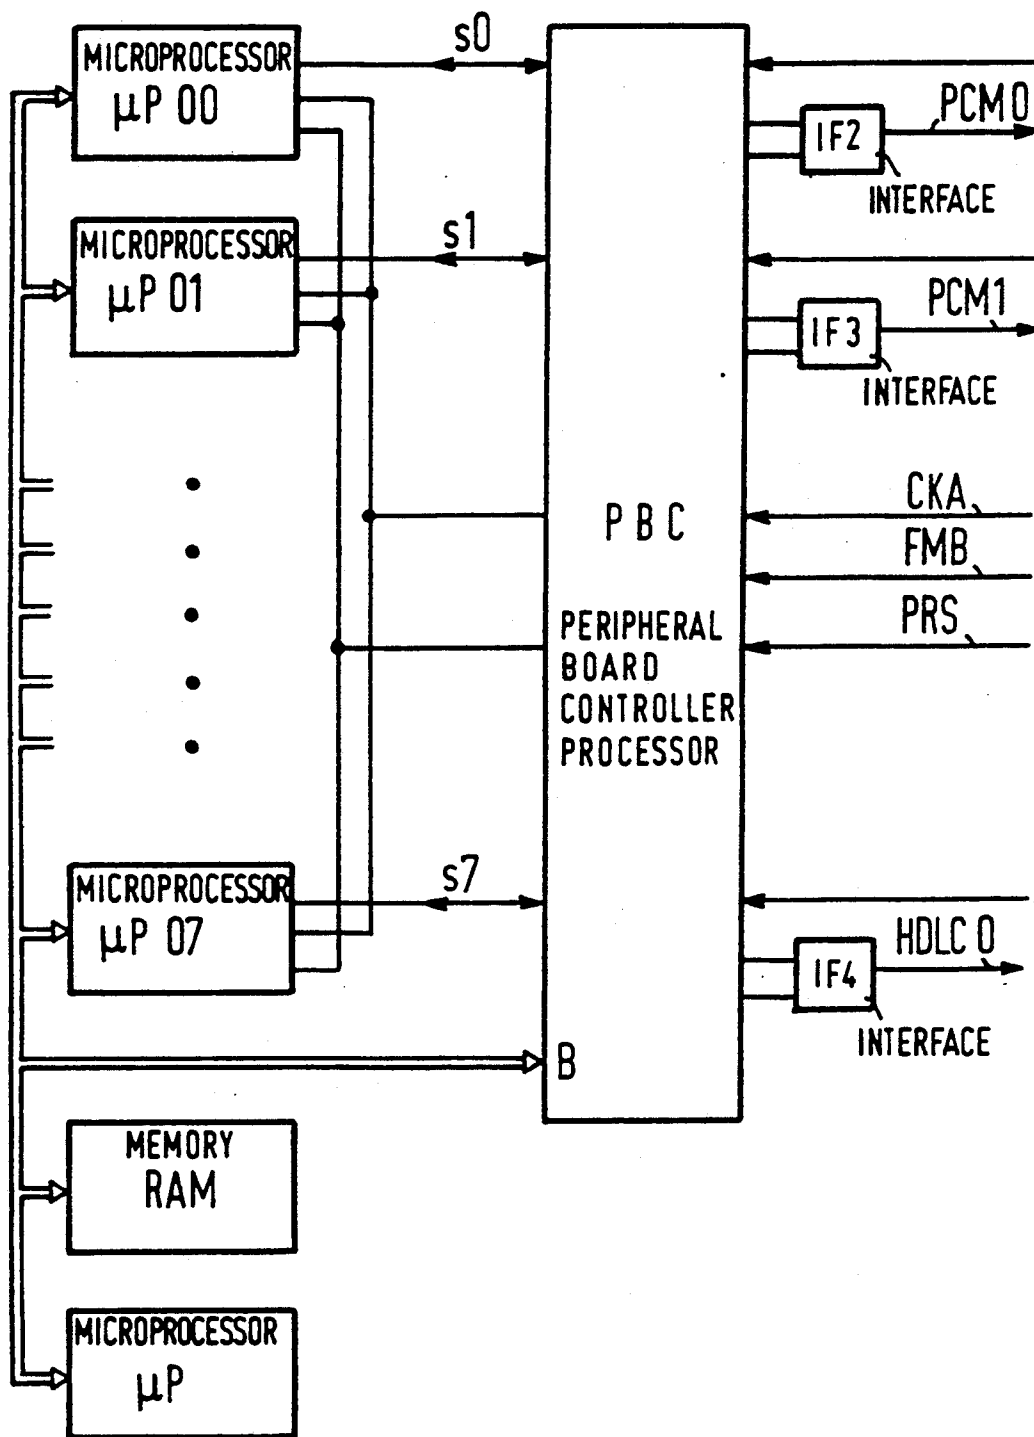 MICROPROCESSOR
μP 00
s0
PCM0
IF2
INTERFACE
MICROPROCESSOR
μP 01
s1
PCM1
IF3
INTERFACE
CKA
PBC
FMB
PRS
PERIPHERAL
BOARD
CONTROLLER
PROCESSOR
MICROPROCESSOR
μP 07
s7
HDLC 0
IF4
INTERFACE
B
MEMORY
RAM
MICROPROCESSOR
μP